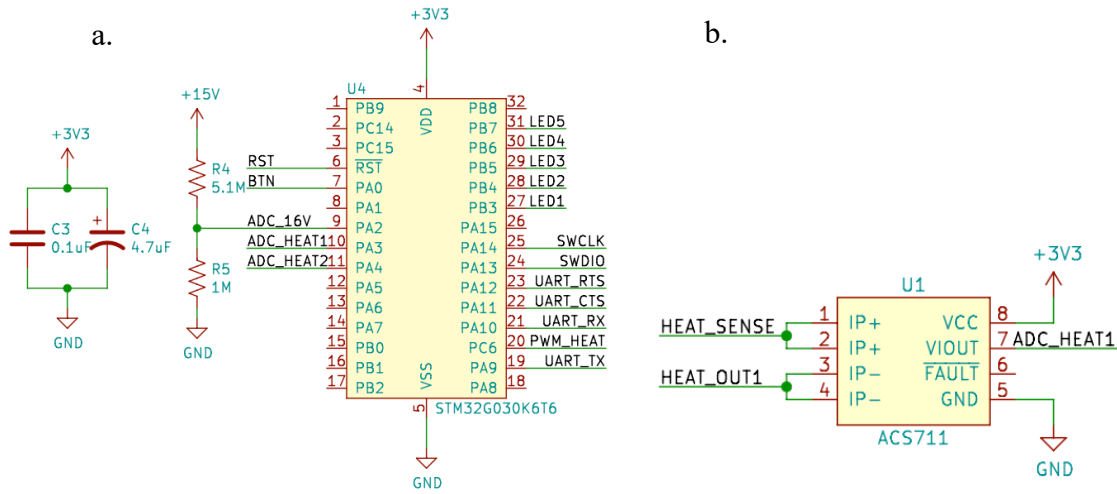 a.
+3V3
C3
0.1uF
C4
4.7uF
GND
+15V
R4
5.1M
R5
1M
GND
RST
BTN
ADC_16V
ADC_HEAT1
ADC_HEAT2
+3V3
U4
4
VDD
1 PB9
2 PC14
3 PC15
6 RST
7 PA0
8 PA1
9 PA2
10 PA3
11 PA4
12 PA5
13 PA6
14 PA7
15 PB0
16 PB1
17 PB2
PB8 32
PB7 31 LED5
PB6 30 LED4
PB5 29 LED3
PB4 28 LED2
PB3 27 LED1
PA15 26
PA14 25 SWCLK
PA13 24 SWDIO
PA12 23 UART_RTS
PA11 22 UART_CTS
PA10 21 UART_RX
PC6 20 PWM_HEAT
PA9 19 UART_TX
PA8 18
VSS
5
STM32G030K6T6
GND
b.
+3V3
U1
HEAT_SENSE
HEAT_OUT1
1 IP+
2 IP+
3 IP-
4 IP-
VCC 8
VIOUT 7 ADC_HEAT1
FAULT 6
GND 5
ACS711
GND